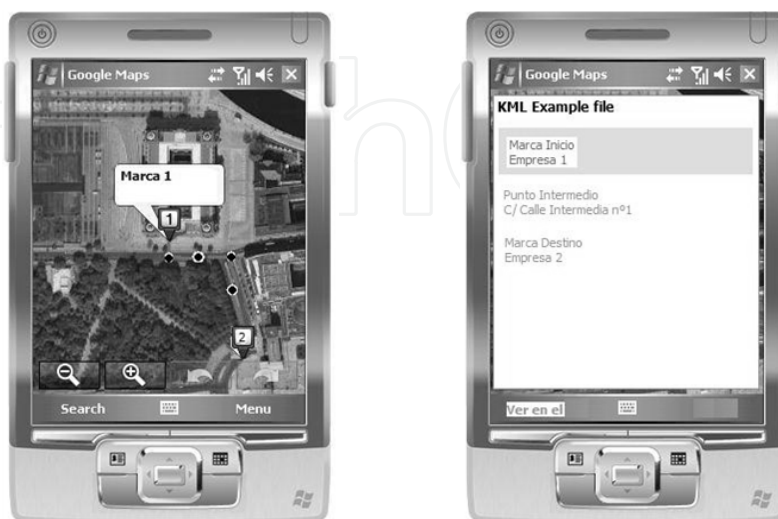 Google Maps
Marca 1
1
2
Search
Menu
Google Maps
KML Example file
Marca Inicio
Empresa 1
Punto Intermedio
C/ Calle Intermedia nº1
Marca Destino
Empresa 2
Ver en el